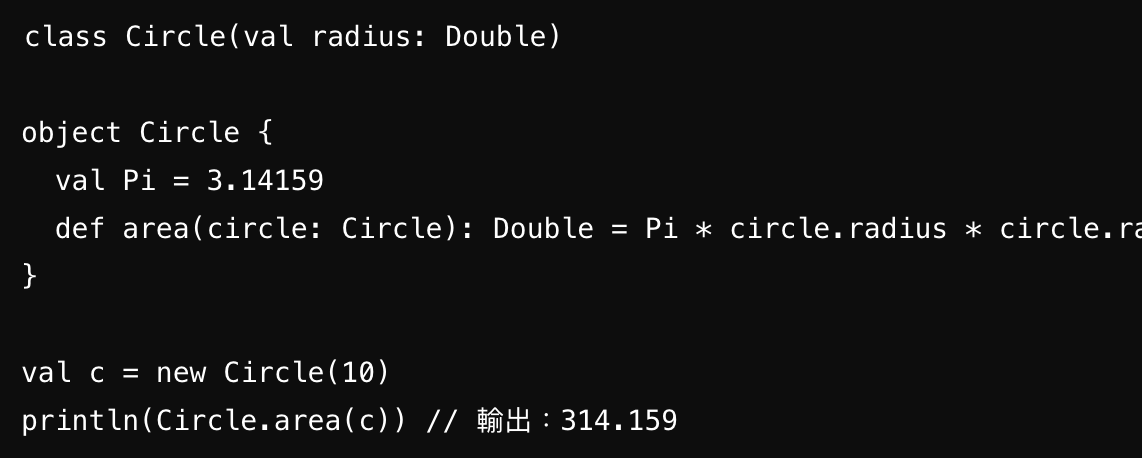 class Circle(val radius: Double)
object Circle {
  val Pi = 3.14159
  def area(circle: Circle): Double = Pi * circle.radius * circle.ra
}
val c = new Circle(10)
println(Circle.area(c)) // 輸出：314.159